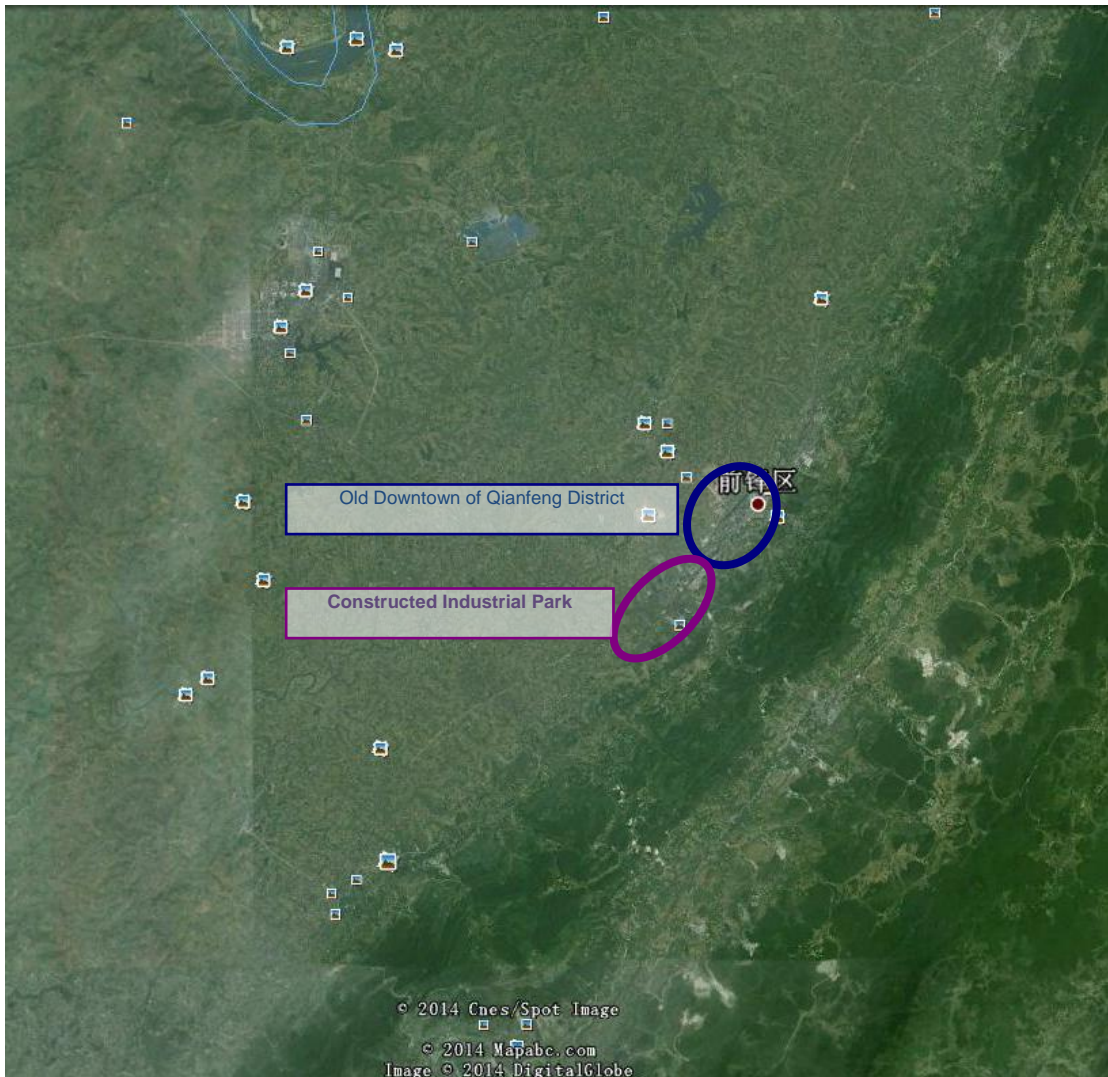 前锋区
Old Downtown of Qianfeng District
Constructed Industrial Park
© 2014 Cnes/Spot Image
© 2014 Mapabc.com
Image © 2014 DigitalGlobe